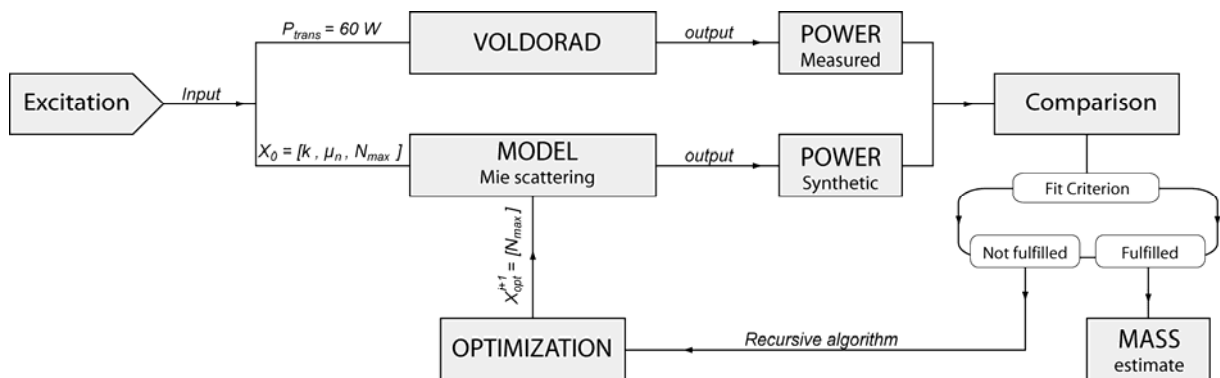 P_trans = 60 W
VOLDORAD
output
POWER
Measured
Excitation
Input
Comparison
X_0 = [k , μ_n , N_max ]
MODEL
Mie scattering
output
POWER
Synthetic
Fit Criterion
Not fulfilled
Fulfilled
X_opt^i+1 = [N_max]
OPTIMIZATION
Recursive algorithm
MASS
estimate